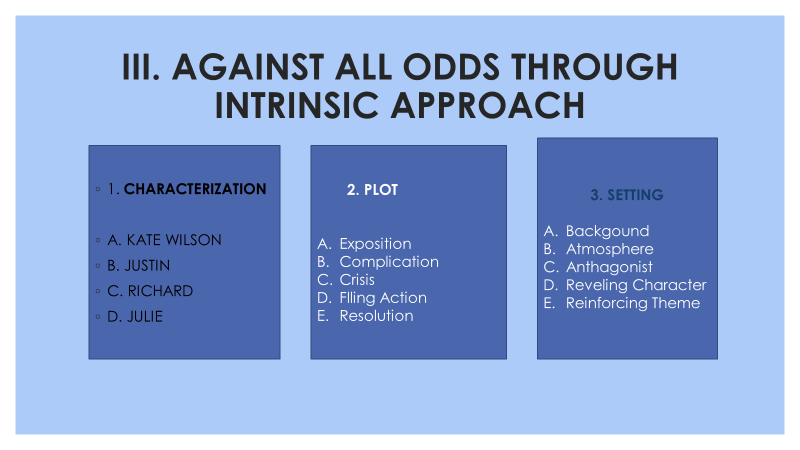 III. AGAINST ALL ODDS THROUGH
INTRINSIC APPROACH
◦ 1. CHARACTERIZATION
◦ A. KATE WILSON
◦ B. JUSTIN
◦ C. RICHARD
◦ D. JULIE
2. PLOT
A. Exposition
B. Complication
C. Crisis
D. Flling Action
E. Resolution
3. SETTING
A. Backgound
B. Atmosphere
C. Anthagonist
D. Reveling Character
E. Reinforcing Theme